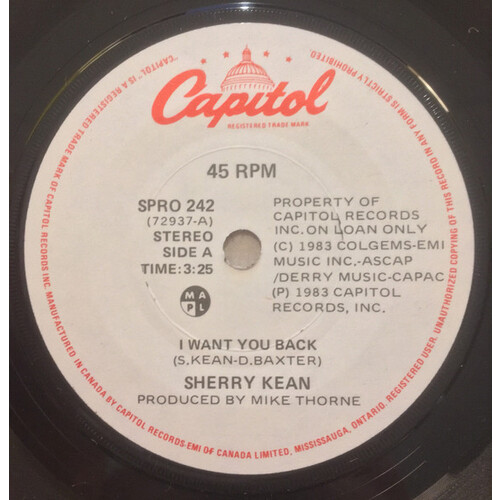 Capitol
REGISTERED TRADE MARK
45 RPM
SPRO 242
(72937-A)
STEREO
SIDE A
TIME:3:25
PROPERTY OF
CAPITOL RECORDS
INC. ON LOAN ONLY
(C) 1983 COLGEMS-EMI
MUSIC INC,-ASCAP
/DERRY MUSIC-CAPAC
(P) 1983 CAPITOL
RECORDS, INC.
M A
P L
I WANT YOU BACK
(S.KEAN-D.BAXTER)
SHERRY KEAN
PRODUCED BY MIKE THORNE
MANUFACTURED IN CANADA BY CAPITOL RECORDS-EMI OF CANADA LIMITED, MISSISSAUGA, ONTARIO. REGISTERED USER. UNAUTHORIZED COPYING OF THIS RECORD IN ANY FORM IS STRICTLY PROHIBITED.
"CAPITOL" IS A REGISTERED TRADE MARK OF CAPITOL RECORDS INC.